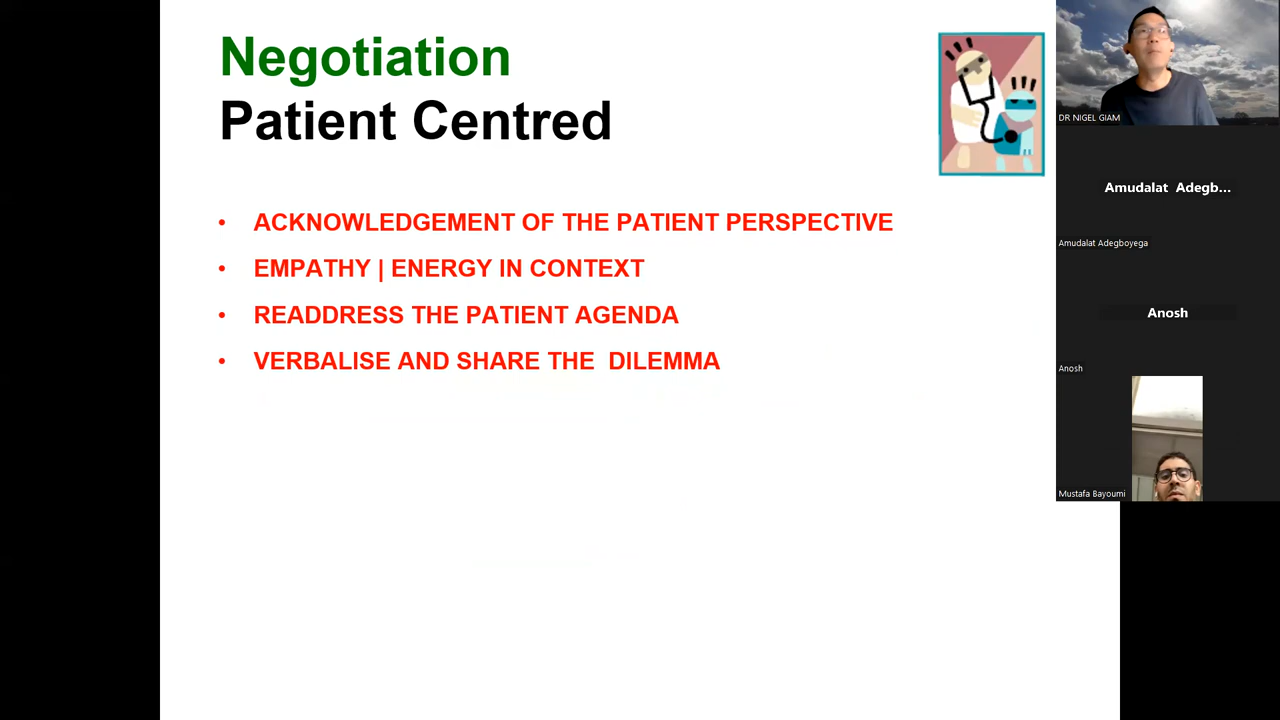 Negotiation
Patient Centred
• ACKNOWLEDGEMENT OF THE PATIENT PERSPECTIVE
• EMPATHY | ENERGY IN CONTEXT
• READDRESS THE PATIENT AGENDA
• VERBALISE AND SHARE THE DILEMMA
DR NIGEL GIAM
Amudalat Adegb...
Amudalat Adegboyega
Anosh
Anosh
Mustafa Bayoumi